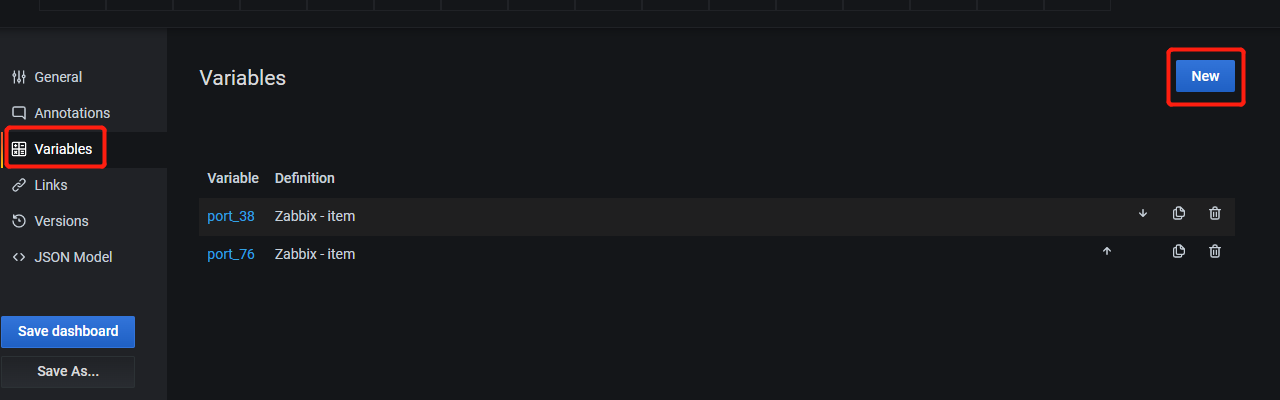 General
Annotations
Variables
Links
Versions
JSON Model
Save dashboard
Save As...
Variables
New
Variable Definition
port_38 Zabbix - item
port_76 Zabbix - item